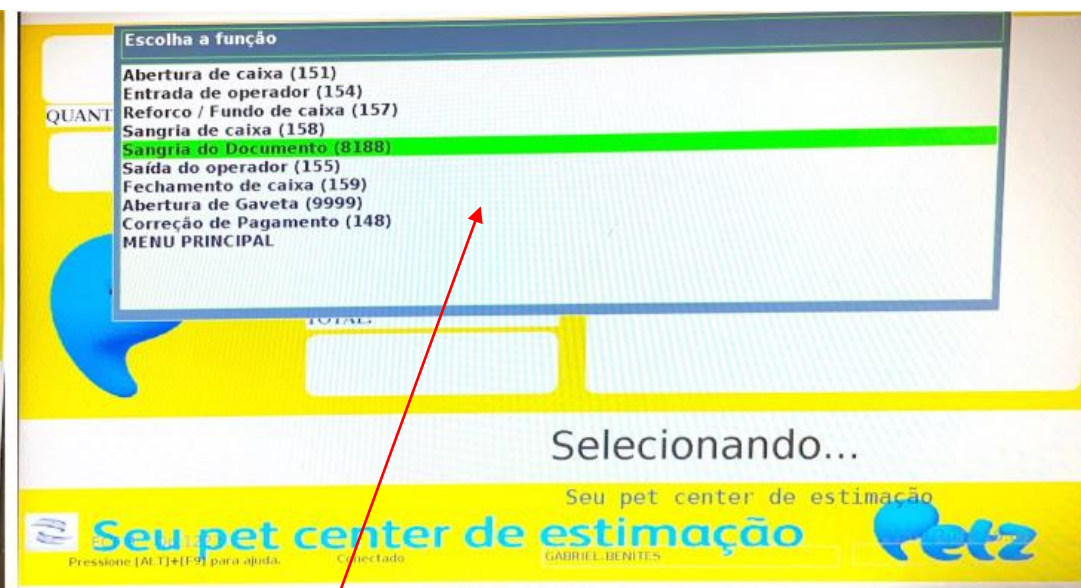 Escolha a função
Abertura de caixa (151)
Entrada de operador (154)
QUANT
Reforco / Fundo de caixa (157)
Sangria de caixa (158)
Sangria do Documento (8188)
Saída do operador (155)
Fechamento de caixa (159)
Abertura de Gaveta (9999)
Correção de Pagamento (148)
MENU PRINCIPAL
TOTAL:
Selecionando...
Seu pet center de estimação
Seu pet center de estimação
Petz
Pressione [ALT]+[F9] para ajuda.
Conectado
GABRIEL.BENITES